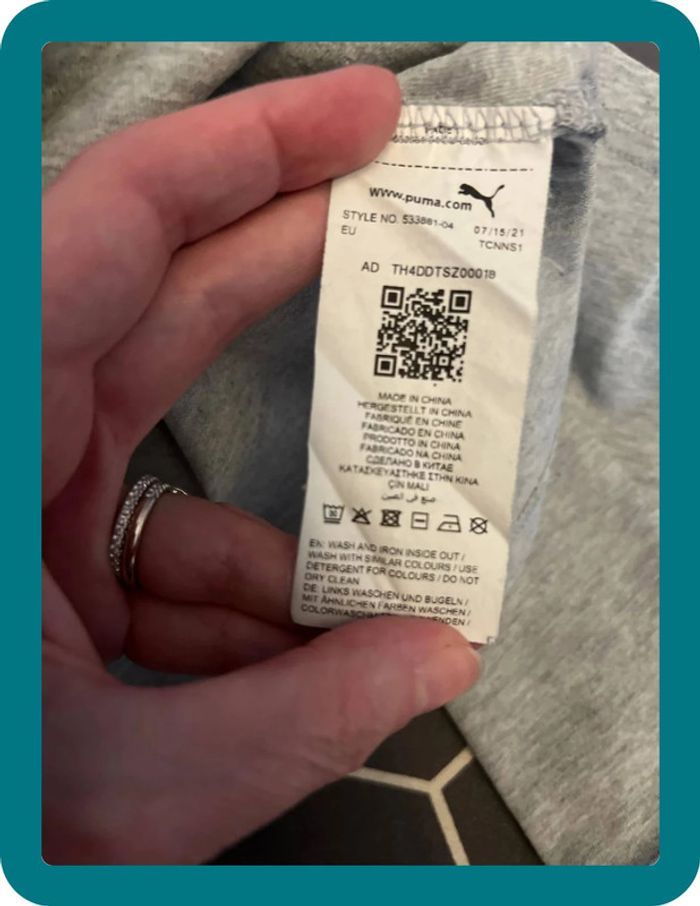 www.puma.com
STYLE NO. 533881-04 07/15/21
EU TCNNS1
AD TH4DDTSZ00018
MADE IN CHINA
HERGESTELLT IN CHINA
FABRIQUÉ EN CHINE
FABRICADO EN CHINA
PRODOTTO IN CHINA
FABRICADO NA CHINA
СДЕЛАНО В КИТАЕ
ΚΑΤΑΣΚΕΥΑΣΤΗΚΕ ΣΤΗΝ ΚΙΝΑ
ÇIN MALI
صنع في الصين
EN: WASH AND IRON INSIDE OUT /
WASH WITH SIMILAR COLOURS / USE
DETERGENT FOR COLOURS / DO NOT
DRY CLEAN
DE: LINKS WASCHEN UND BUGELN /
MIT ÄHNLICHEN FARBEN WASCHEN /